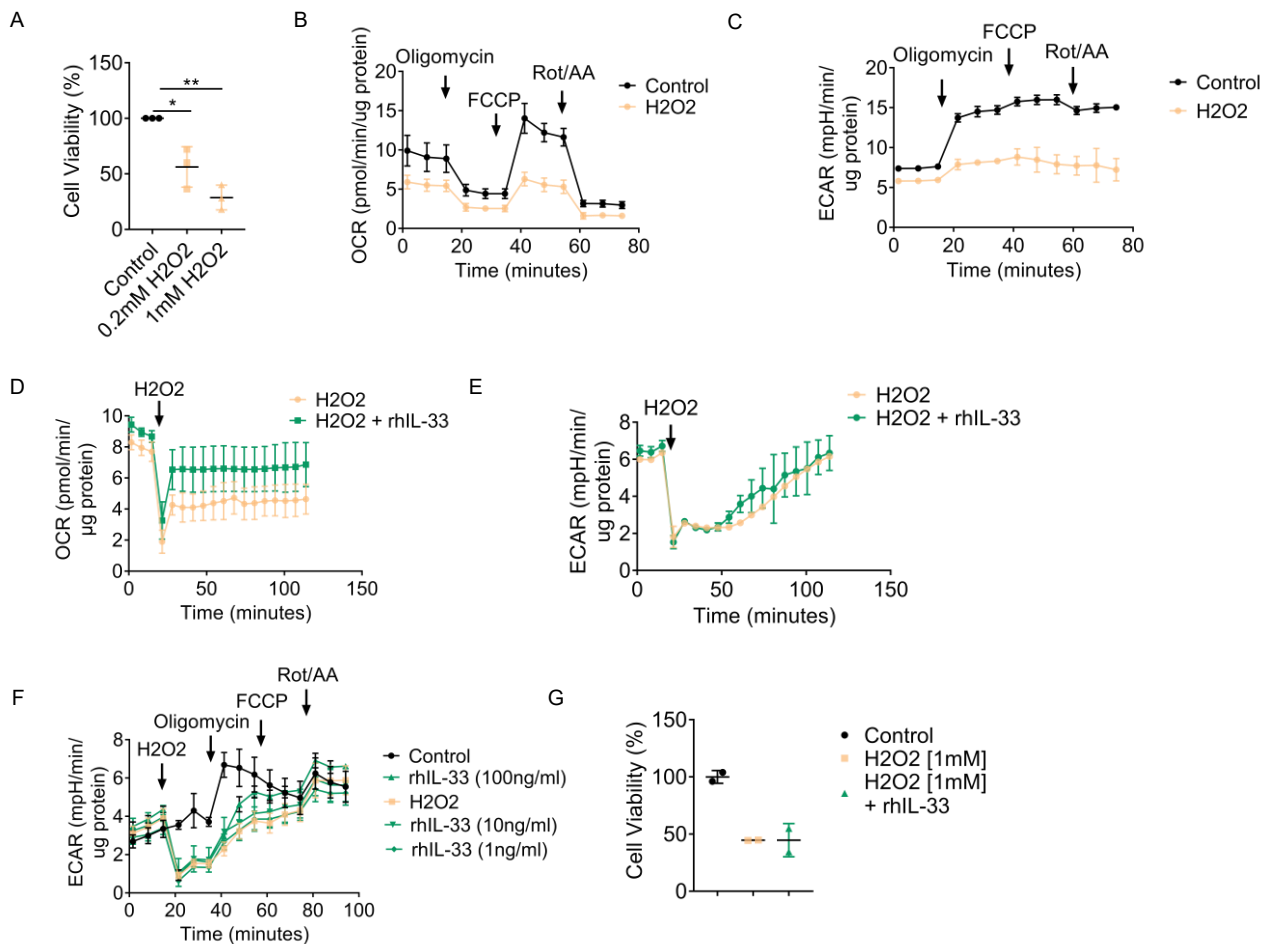 A
Cell Viability (%)
150
100
50
0
*
**
Control
0.2mM H2O2
1mM H2O2
B
OCR (pmol/min/ug protein)
20
15
10
5
0
0
20
40
60
80
Time (minutes)
Oligomycin
FCCP
Rot/AA
Control
H2O2
C
ECAR (mpH/min/
ug protein)
20
15
10
5
0
0
20
40
60
80
Time (minutes)
Oligomycin
FCCP
Rot/AA
Control
H2O2
D
OCR (pmol/min/
µg protein)
10
8
6
4
2
0
0
50
100
150
Time (minutes)
H2O2
H2O2
H2O2 + rhIL-33
E
ECAR (mpH/min/
ug protein)
8
6
4
2
0
0
50
100
150
Time (minutes)
H2O2
H2O2
H2O2 + rhIL-33
F
ECAR (mpH/min/
ug protein)
8
6
4
2
0
0
20
40
60
80
100
Time (minutes)
H2O2
Oligomycin
FCCP
Rot/AA
Control
rhIL-33 (100ng/ml)
H2O2
rhIL-33 (10ng/ml)
rhIL-33 (1ng/ml)
G
Cell Viability (%)
150
100
50
0
Control
H2O2 [1mM]
H2O2 [1mM]
+ rhIL-33